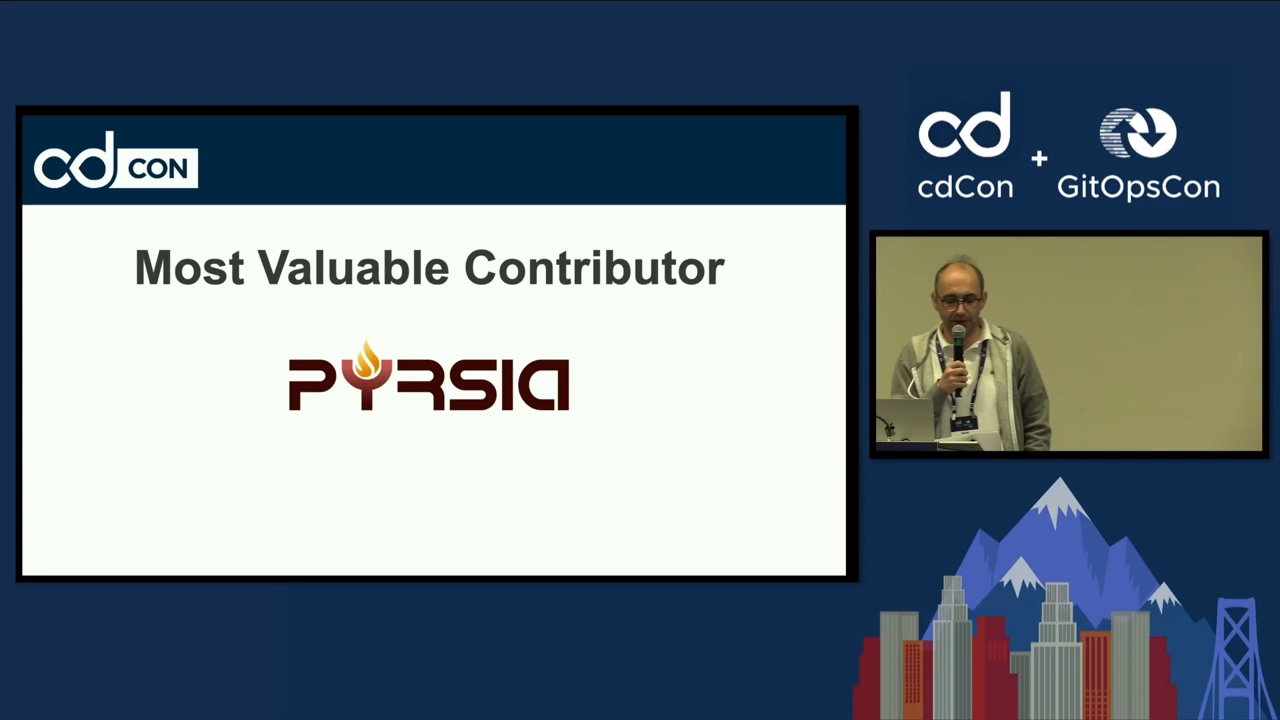 cd CON
Most Valuable Contributor
PYRSIA
cd
cdCon
+
GitOpsCon